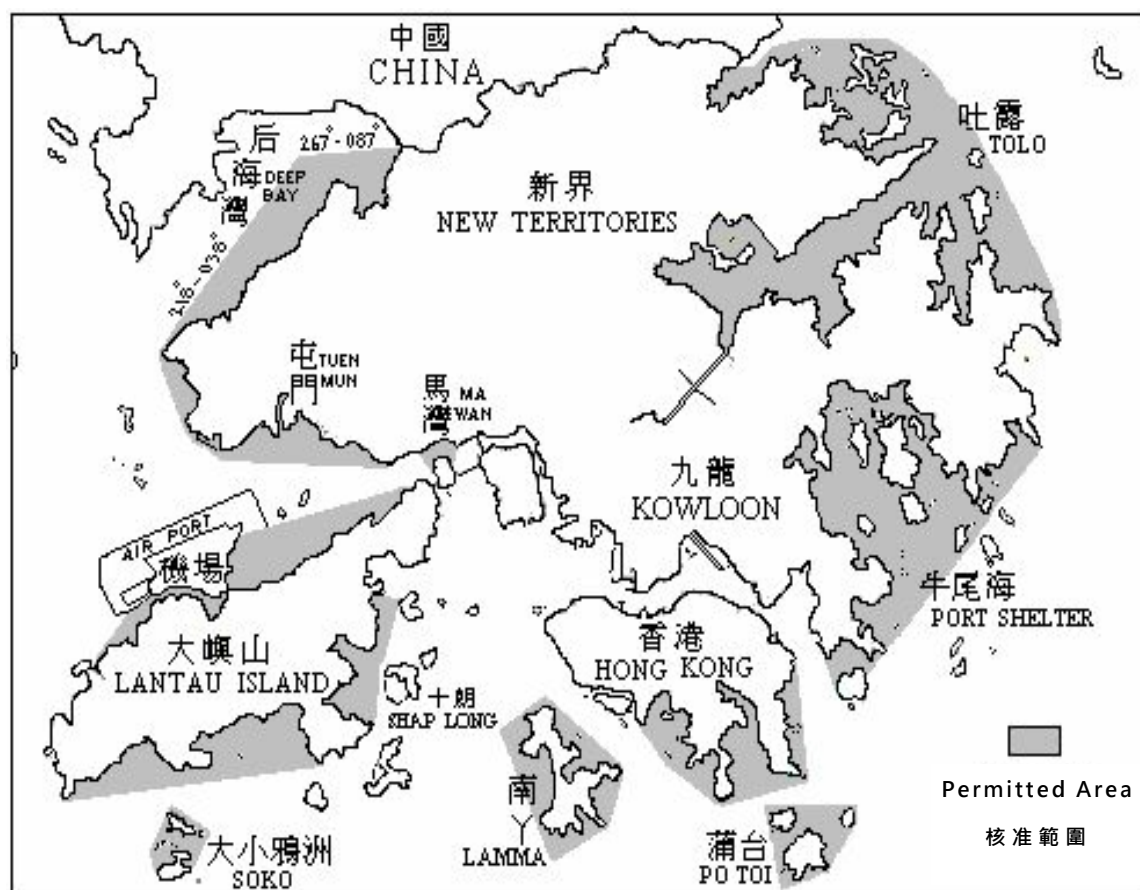 中國
CHINA
吐露
TOLO
后海灣
DEEP
BAY
267°-087°
新界
NEW TERRITORIES
218°-038°
屯門
TUEN
MUN
馬灣
MA
WAN
九龍
KOWLOON
AIR PORT
機場
牛尾海
PORT SHELTER
大嶼山
LANTAU ISLAND
香港
HONG KONG
十朗
SHAP LONG
南丫
LAMMA
Permitted Area
核准範圍
大小鴉洲
SOKO
蒲台
PO TOI